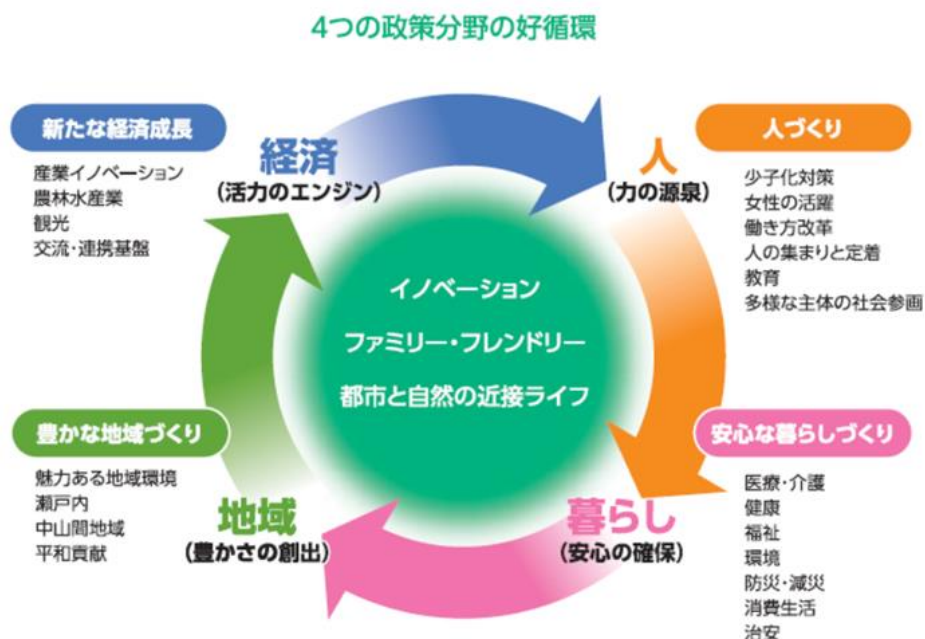 4つの政策分野の好循環
新たな経済成長
産業イノベーション
農林水産業
観光
交流・連携基盤
経済
(活力のエンジン)
人
(力の源泉)
人づくり
少子化対策
女性の活躍
働き方改革
人の集まりと定着
教育
多様な主体の社会参画
イノベーション
ファミリー・フレンドリー
都市と自然の近接ライフ
豊かな地域づくり
魅力ある地域環境
瀬戸内
中山間地域
平和貢献
地域
(豊かさの創出)
暮らし
(安心の確保)
安心な暮らしづくり
医療・介護
健康
福祉
環境
防災・減災
消費生活
治安